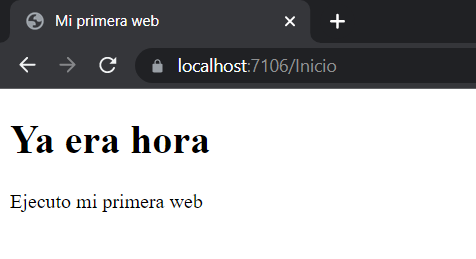 Mi primera web
localhost:7106/Inicio
Ya era hora
Ejecuto mi primera web